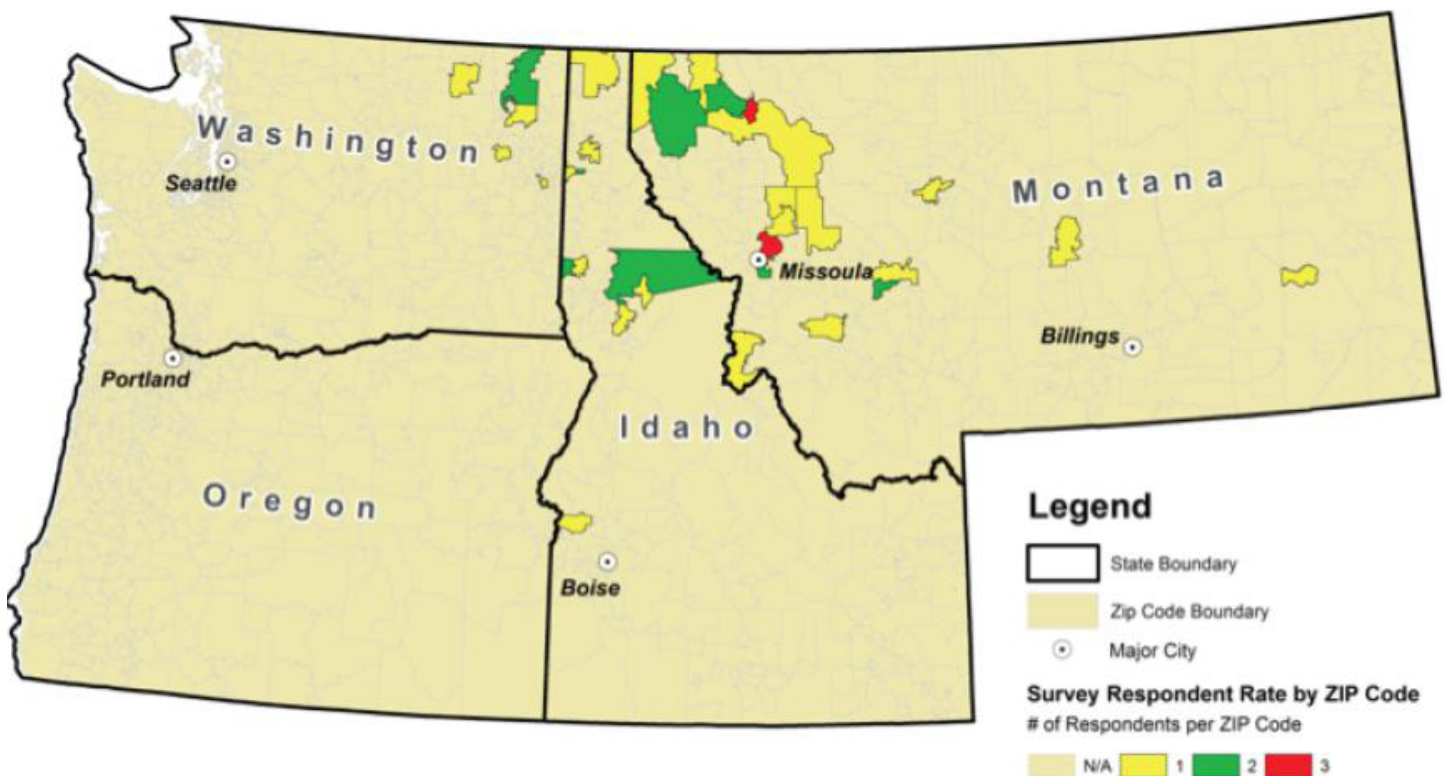 Washington
Seattle
Montana
Missoula
Billings
Portland
Idaho
Oregon
Boise
Legend
State Boundary
Zip Code Boundary
Major City
Survey Respondent Rate by ZIP Code
# of Respondents per ZIP Code
N/A 1 2 3